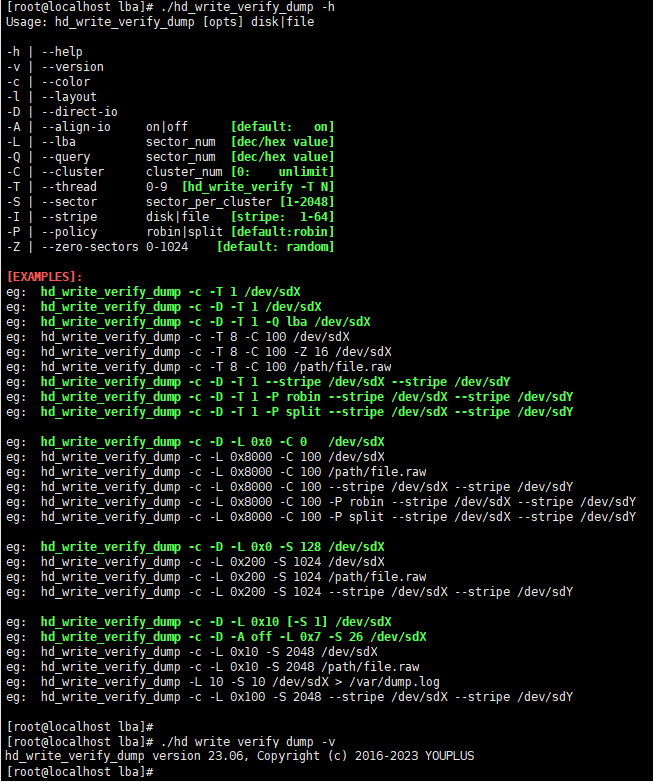 [root@localhost lba]# ./hd_write_verify_dump -h
Usage: hd_write_verify_dump [opts] disk|file

-h | --help
-v | --version
-c | --color
-l | --layout
-D | --direct-io
-A | --align-io     on|off      [default:   on]
-L | --lba          sector_num  [dec/hex value]
-Q | --query        sector_num  [dec/hex value]
-C | --cluster      cluster_num [0:    unlimit]
-T | --thread       0-9  [hd_write_verify -T N]
-S | --sector       sector_per_cluster [1-2048]
-I | --stripe       disk|file   [stripe:  1-64]
-P | --policy       robin|split [default:robin]
-Z | --zero-sectors 0-1024    [default: random]

[EXAMPLES]:
eg:  hd_write_verify_dump -c -T 1 /dev/sdX
eg:  hd_write_verify_dump -c -D -T 1 /dev/sdX
eg:  hd_write_verify_dump -c -D -T 1 -Q lba /dev/sdX
eg:  hd_write_verify_dump -c -T 8 -C 100 /dev/sdX
eg:  hd_write_verify_dump -c -T 8 -C 100 -Z 16 /dev/sdX
eg:  hd_write_verify_dump -c -T 8 -C 100 /path/file.raw
eg:  hd_write_verify_dump -c -D -T 1 --stripe /dev/sdX --stripe /dev/sdY
eg:  hd_write_verify_dump -c -D -T 1 -P robin --stripe /dev/sdX --stripe /dev/sdY
eg:  hd_write_verify_dump -c -D -T 1 -P split --stripe /dev/sdX --stripe /dev/sdY

eg:  hd_write_verify_dump -c -D -L 0x0 -C 0   /dev/sdX
eg:  hd_write_verify_dump -c -L 0x8000 -C 100 /dev/sdX
eg:  hd_write_verify_dump -c -L 0x8000 -C 100 /path/file.raw
eg:  hd_write_verify_dump -c -L 0x8000 -C 100 --stripe /dev/sdX --stripe /dev/sdY
eg:  hd_write_verify_dump -c -L 0x8000 -C 100 -P robin --stripe /dev/sdX --stripe /dev/sdY
eg:  hd_write_verify_dump -c -L 0x8000 -C 100 -P split --stripe /dev/sdX --stripe /dev/sdY

eg:  hd_write_verify_dump -c -D -L 0x0 -S 128 /dev/sdX
eg:  hd_write_verify_dump -c -L 0x200 -S 1024 /dev/sdX
eg:  hd_write_verify_dump -c -L 0x200 -S 1024 /path/file.raw
eg:  hd_write_verify_dump -c -L 0x200 -S 1024 --stripe /dev/sdX --stripe /dev/sdY

eg:  hd_write_verify_dump -c -D -L 0x10 [-S 1] /dev/sdX
eg:  hd_write_verify_dump -c -D -A off -L 0x7 -S 26 /dev/sdX
eg:  hd_write_verify_dump -c -L 0x10 -S 2048 /dev/sdX
eg:  hd_write_verify_dump -c -L 0x10 -S 2048 /path/file.raw
eg:  hd_write_verify_dump -L 10 -S 10 /dev/sdX > /var/dump.log
eg:  hd_write_verify_dump -c -L 0x100 -S 2048 --stripe /dev/sdX --stripe /dev/sdY

[root@localhost lba]#
[root@localhost lba]# ./hd_write_verify_dump -v
hd_write_verify_dump version 23.06, Copyright (c) 2016-2023 YOUPLUS
[root@localhost lba]#